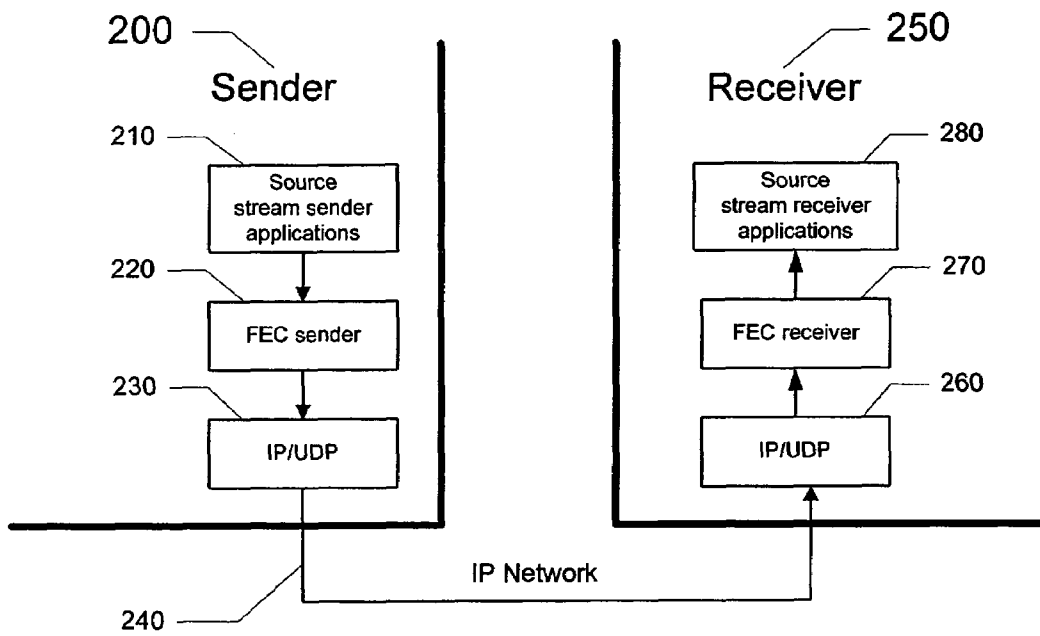 200
Sender
210
Source
stream sender
applications
220
FEC sender
230
IP/UDP
240
IP Network
250
Receiver
280
Source
stream receiver
applications
270
FEC receiver
260
IP/UDP